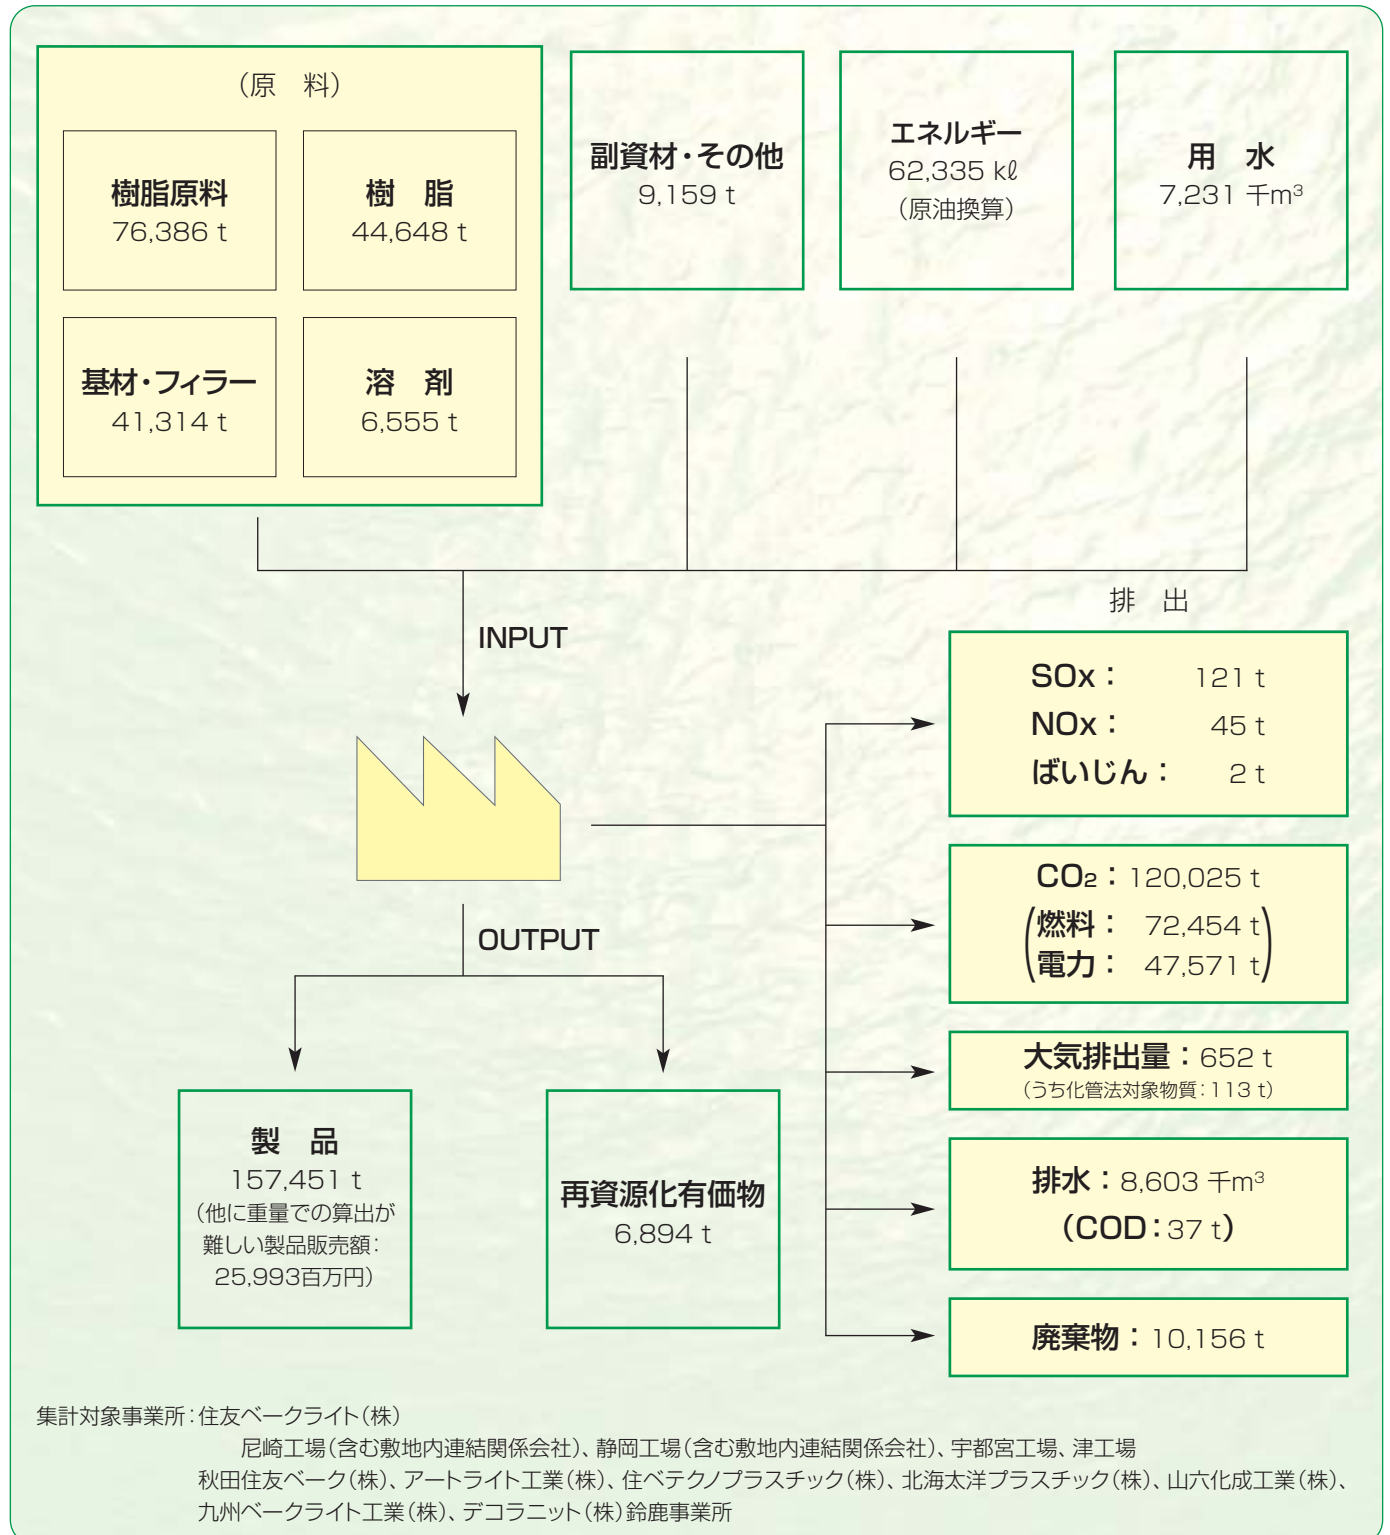 （原　料）
樹脂原料
76,386 t
樹　脂
44,648 t
基材・フィラー
41,314 t
溶　剤
6,555 t
副資材・その他
9,159 t
エネルギー
62,335 kℓ
（原油換算）
用　水
7,231 千m³
INPUT
排　出
SOx： 121 t
NOx： 45 t
ばいじん： 2 t
CO₂：120,025 t
（燃料： 72,454 t
電力： 47,571 t）
大気排出量：652 t
（うち化管法対象物質：113 t）
排水：8,603 千m³
（COD：37 t）
廃棄物：10,156 t
OUTPUT
製　品
157,451 t
（他に重量での算出が
難しい製品販売額：
25,993百万円）
再資源化有価物
6,894 t
集計対象事業所：住友ベークライト（株）
尼崎工場（含む敷地内連結関係会社）、静岡工場（含む敷地内連結関係会社）、宇都宮工場、津工場
秋田住友ベーク（株）、アートライト工業（株）、住ベテクノプラスチック（株）、北海太洋プラスチック（株）、山六化成工業（株）、
九州ベークライト工業（株）、デコラニット（株）鈴鹿事業所